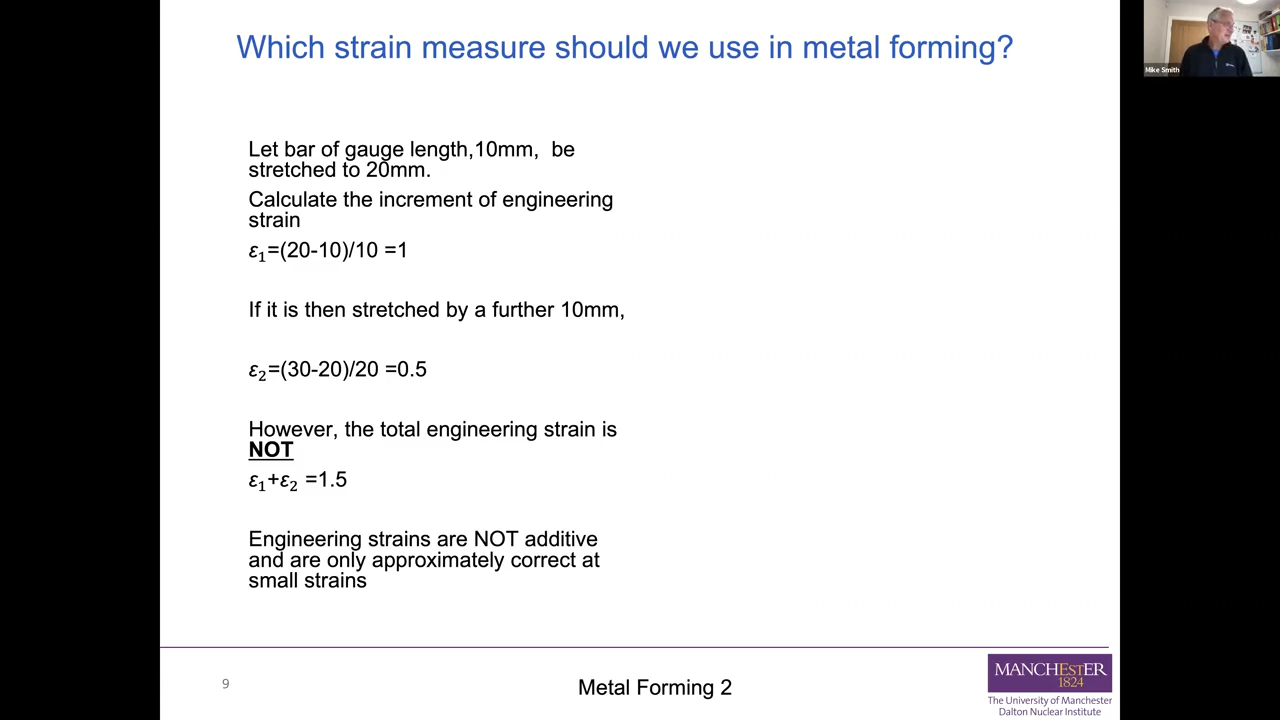 Which strain measure should we use in metal forming?
Mike Smith
Let bar of gauge length,10mm, be
stretched to 20mm.
Calculate the increment of engineering
strain
ε₁=(20-10)/10 =1
If it is then stretched by a further 10mm,
ε₂=(30-20)/20 =0.5
However, the total engineering strain is
NOT
ε₁+ε₂ =1.5
Engineering strains are NOT additive
and are only approximately correct at
small strains
9
Metal Forming 2
MANCHESTER
1824
The University of Manchester
Dalton Nuclear Institute